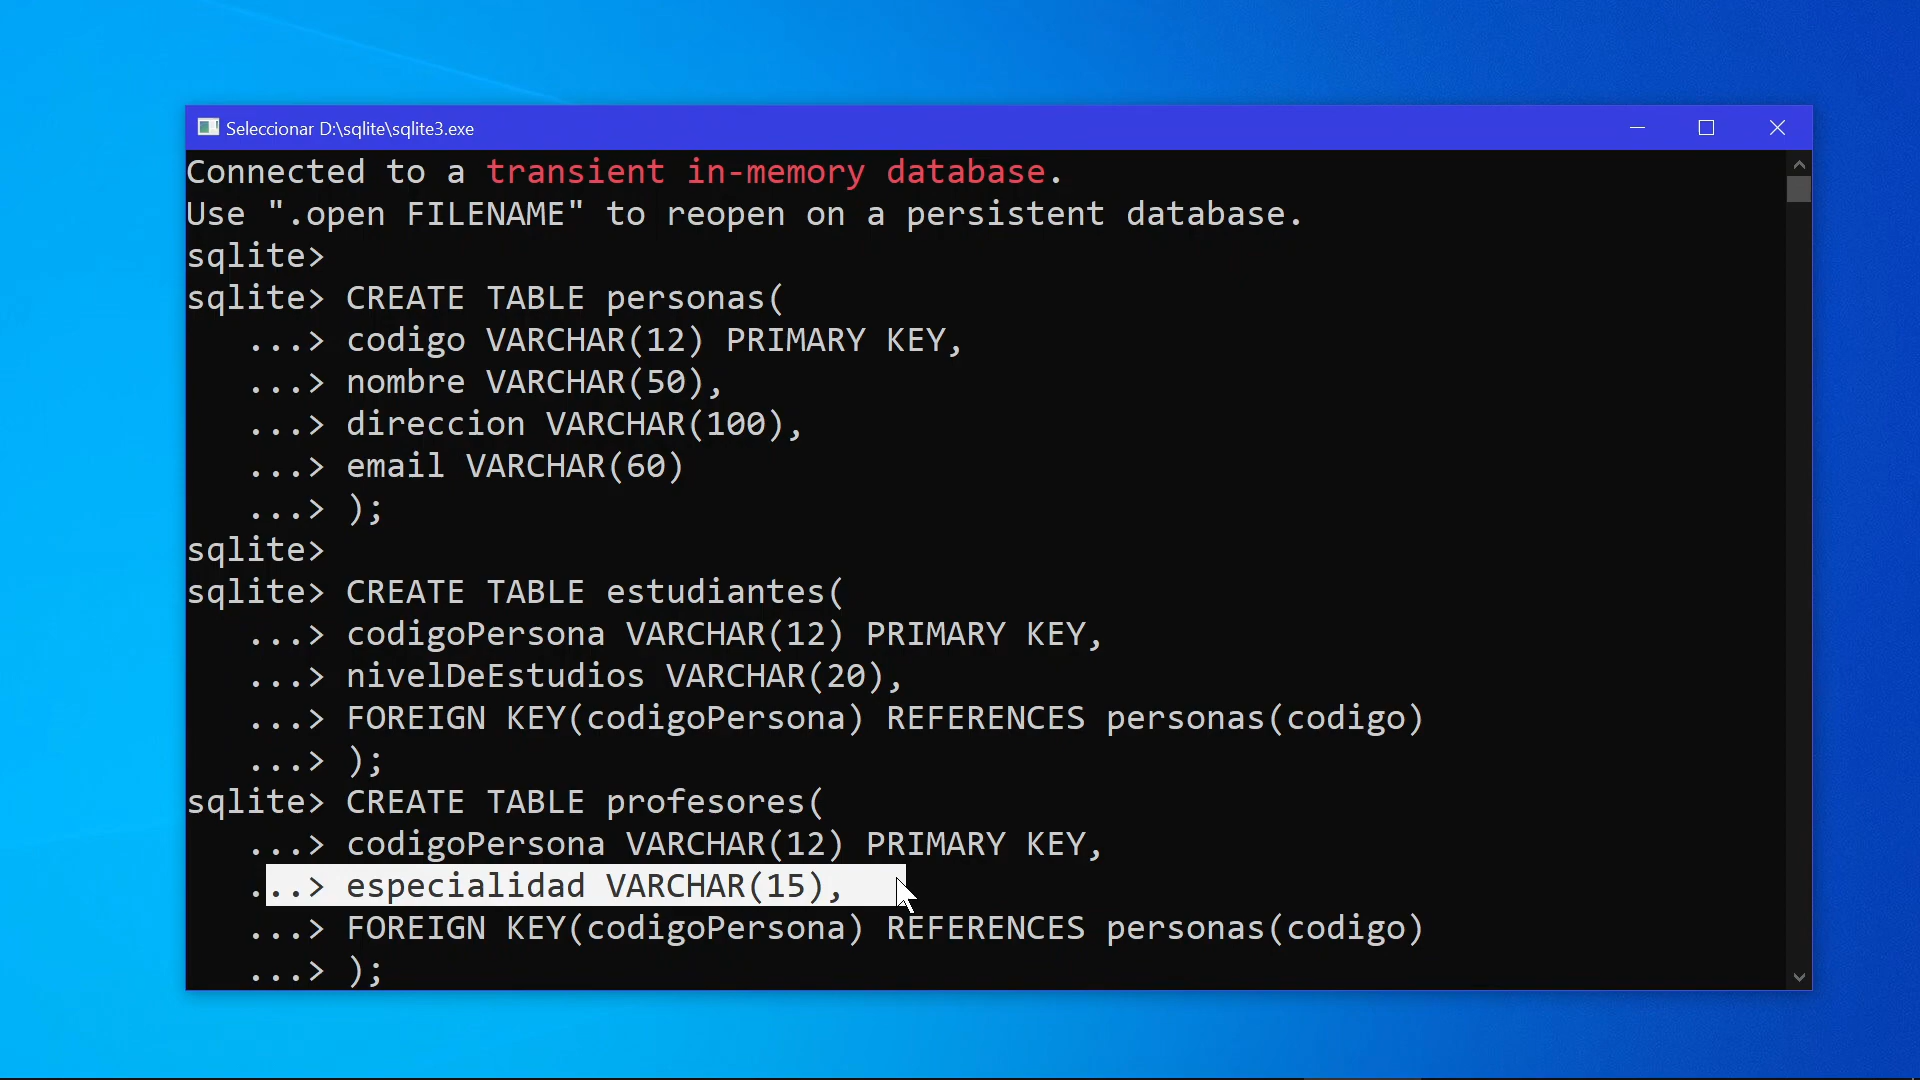 Seleccionar D:\sqlite\sqlite3.exe
Connected to a transient in-memory database.
Use ".open FILENAME" to reopen on a persistent database.
sqlite>
sqlite> CREATE TABLE personas(
   ...> codigo VARCHAR(12) PRIMARY KEY,
   ...> nombre VARCHAR(50),
   ...> direccion VARCHAR(100),
   ...> email VARCHAR(60)
   ...> );
sqlite>
sqlite> CREATE TABLE estudiantes(
   ...> codigoPersona VARCHAR(12) PRIMARY KEY,
   ...> nivelDeEstudios VARCHAR(20),
   ...> FOREIGN KEY(codigoPersona) REFERENCES personas(codigo)
   ...> );
sqlite> CREATE TABLE profesores(
   ...> codigoPersona VARCHAR(12) PRIMARY KEY,
   ...> especialidad VARCHAR(15),
   ...> FOREIGN KEY(codigoPersona) REFERENCES personas(codigo)
   ...> );